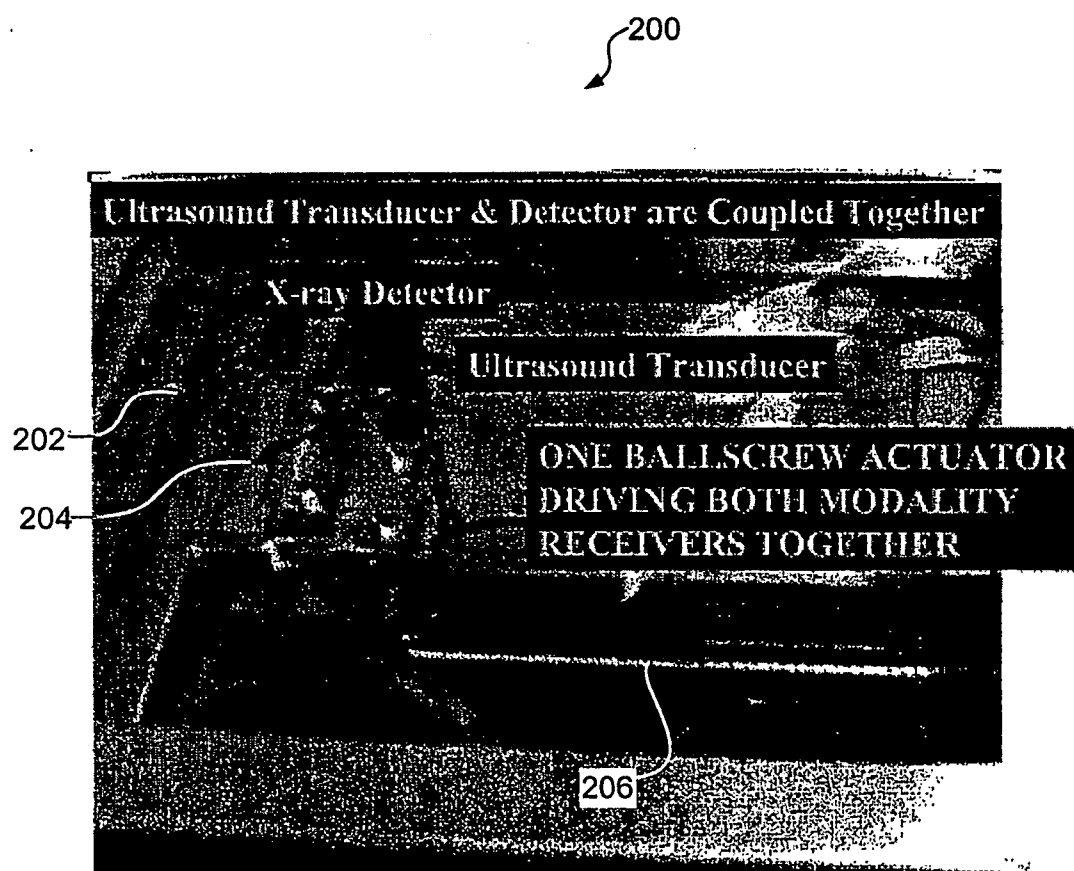 200
Ultrasound Transducer & Detector are Coupled Together
X-ray Detector
Ultrasound Transducer
202
204
ONE BALLSCREW ACTUATOR
DRIVING BOTH MODALITY
RECEIVERS TOGETHER
206